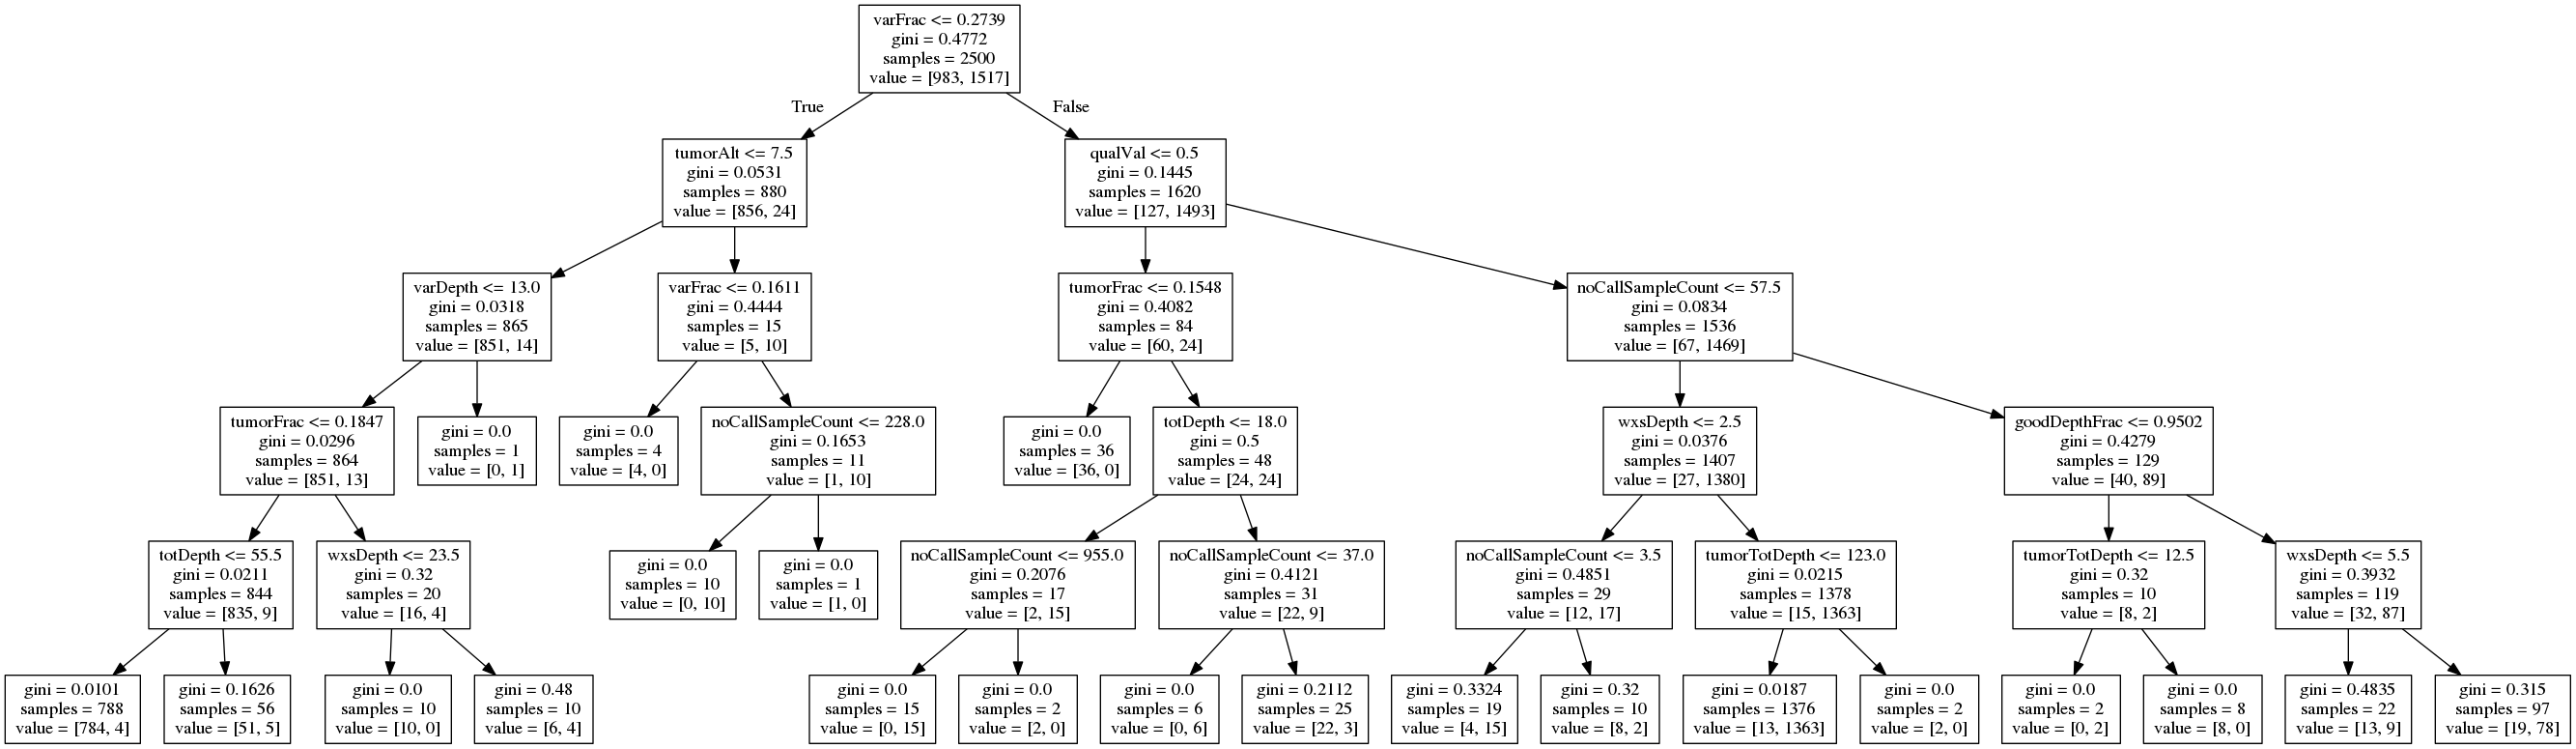 varFrac <= 0.2739
gini = 0.4772
samples = 2500
value = [983, 1517]
True
False
tumorAlt <= 7.5
gini = 0.0531
samples = 880
value = [856, 24]
qualVal <= 0.5
gini = 0.1445
samples = 1620
value = [127, 1493]
varDepth <= 13.0
gini = 0.0318
samples = 865
value = [851, 14]
varFrac <= 0.1611
gini = 0.4444
samples = 15
value = [5, 10]
tumorFrac <= 0.1548
gini = 0.4082
samples = 84
value = [60, 24]
noCallSampleCount <= 57.5
gini = 0.0834
samples = 1536
value = [67, 1469]
tumorFrac <= 0.1847
gini = 0.0296
samples = 864
value = [851, 13]
gini = 0.0
samples = 1
value = [0, 1]
gini = 0.0
samples = 4
value = [4, 0]
noCallSampleCount <= 228.0
gini = 0.1653
samples = 11
value = [1, 10]
gini = 0.0
samples = 36
value = [36, 0]
totDepth <= 18.0
gini = 0.5
samples = 48
value = [24, 24]
wxsDepth <= 2.5
gini = 0.0376
samples = 1407
value = [27, 1380]
goodDepthFrac <= 0.9502
gini = 0.4279
samples = 129
value = [40, 89]
totDepth <= 55.5
gini = 0.0211
samples = 844
value = [835, 9]
wxsDepth <= 23.5
gini = 0.32
samples = 20
value = [16, 4]
gini = 0.0
samples = 10
value = [0, 10]
gini = 0.0
samples = 1
value = [1, 0]
noCallSampleCount <= 955.0
gini = 0.2076
samples = 17
value = [2, 15]
noCallSampleCount <= 37.0
gini = 0.4121
samples = 31
value = [22, 9]
noCallSampleCount <= 3.5
gini = 0.4851
samples = 29
value = [12, 17]
tumorTotDepth <= 123.0
gini = 0.0215
samples = 1378
value = [15, 1363]
tumorTotDepth <= 12.5
gini = 0.32
samples = 10
value = [8, 2]
wxsDepth <= 5.5
gini = 0.3932
samples = 119
value = [32, 87]
gini = 0.0101
samples = 788
value = [784, 4]
gini = 0.1626
samples = 56
value = [51, 5]
gini = 0.0
samples = 10
value = [10, 0]
gini = 0.48
samples = 10
value = [6, 4]
gini = 0.0
samples = 15
value = [0, 15]
gini = 0.0
samples = 2
value = [2, 0]
gini = 0.0
samples = 6
value = [0, 6]
gini = 0.2112
samples = 25
value = [22, 3]
gini = 0.3324
samples = 19
value = [4, 15]
gini = 0.32
samples = 10
value = [8, 2]
gini = 0.0187
samples = 1376
value = [13, 1363]
gini = 0.0
samples = 2
value = [2, 0]
gini = 0.0
samples = 2
value = [0, 2]
gini = 0.0
samples = 8
value = [8, 0]
gini = 0.4835
samples = 22
value = [13, 9]
gini = 0.315
samples = 97
value = [19, 78]